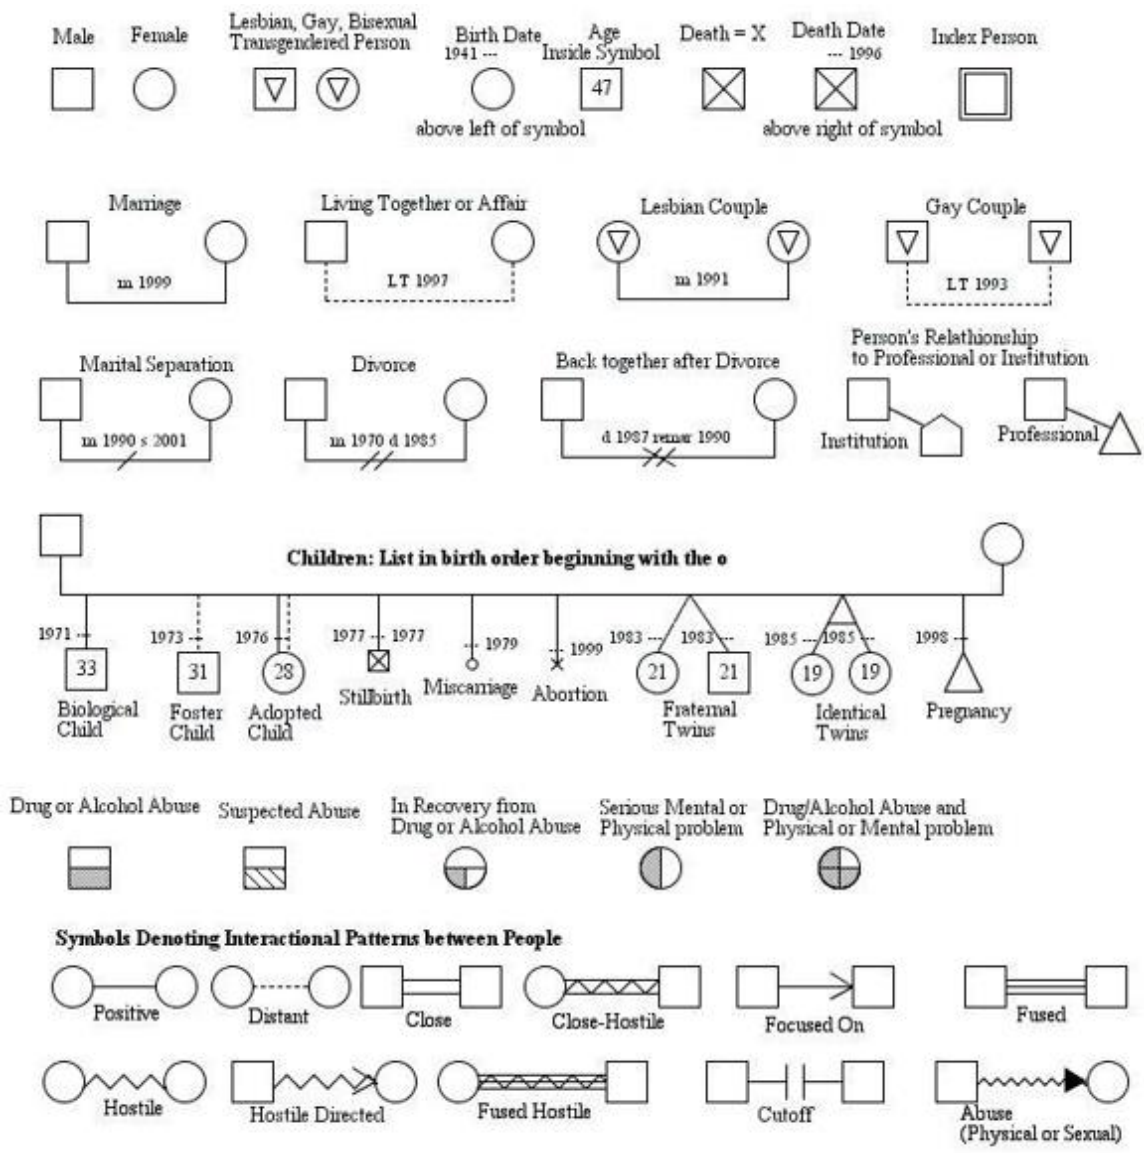 Male
Female
Lesbian, Gay, Bisexual
Transgendered Person
Birth Date
1941 ---
above left of symbol
Age
Inside Symbol
47
Death = X
Death Date
--- 1996
above right of symbol
Index Person
Marriage
m 1999
Living Together or Affair
LT 1997
Lesbian Couple
m 1991
Gay Couple
LT 1993
Marital Separation
m 1990 s 2001
Divorce
m 1970 d 1985
Back together after Divorce
d 1987 remar 1990
Person's Relathionship
to Professional or Institution
Institution
Professional
Children: List in birth order beginning with the o
1971 ---
33
Biological
Child
1973 ---
31
Foster
Child
1976 ---
28
Adopted
Child
1977 --- --- 1977
Stillbirth
--- 1979
Miscarriage
--- 1999
Abortion
1983 ---
1983 ---
21
21
Fraternal
Twins
1985 ---
1985 ---
19
19
Identical
Twins
1998 ---
Pregnancy
Drug or Alcohol Abuse
Suspected Abuse
In Recovery from
Drug or Alcohol Abuse
Serious Mental or
Physical problem
Drug/Alcohol Abuse and
Physical or Mental problem
Symbols Denoting Interactional Patterns between People
Positive
Distant
Close
Close-Hostile
Focused On
Fused
Hostile
Hostile Directed
Fused Hostile
Cutoff
Abuse
(Physical or Sexual)